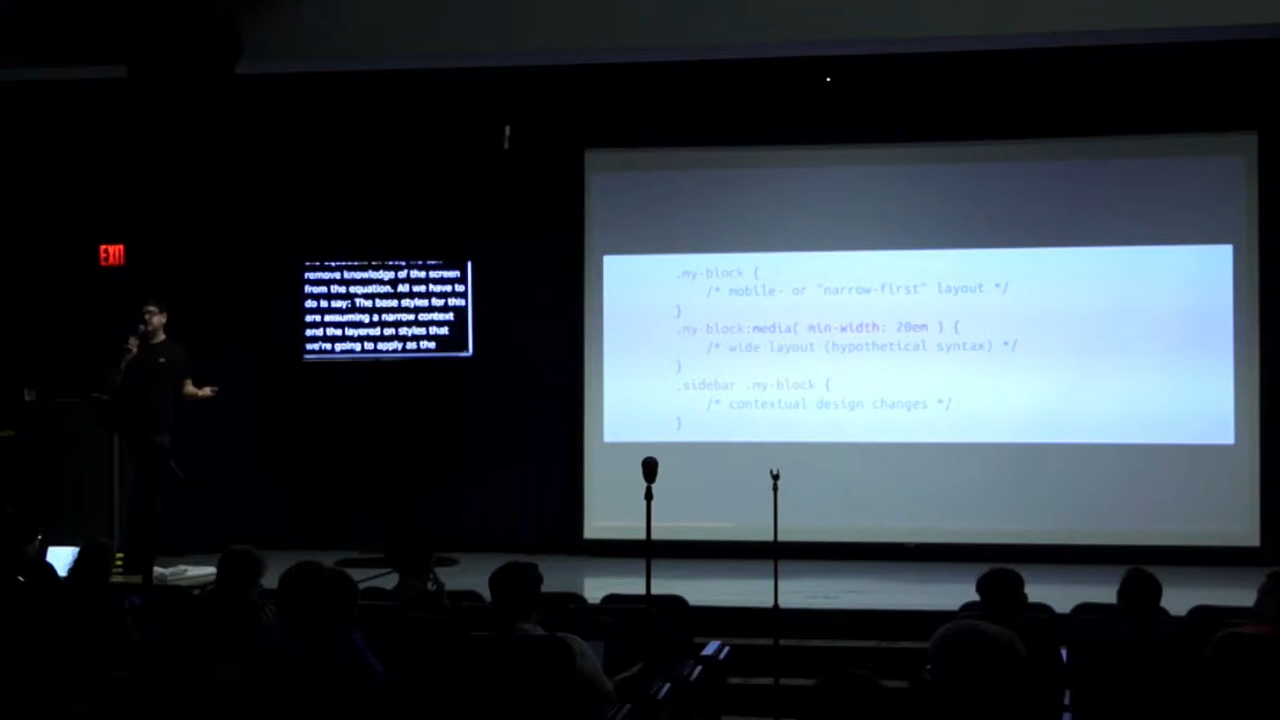 EXIT
remove knowledge of the screen
from the equation. All we have to
do is say: The base styles for this
are assuming a narrow context
and the layered on styles that
we're going to apply as the
.my-block {
/* mobile- or "narrow-first" layout */
}
.my-block:media( min-width: 20em ) {
/* wide layout (hypothetical syntax) */
}
.sidebar .my-block {
/* contextual design changes */
}